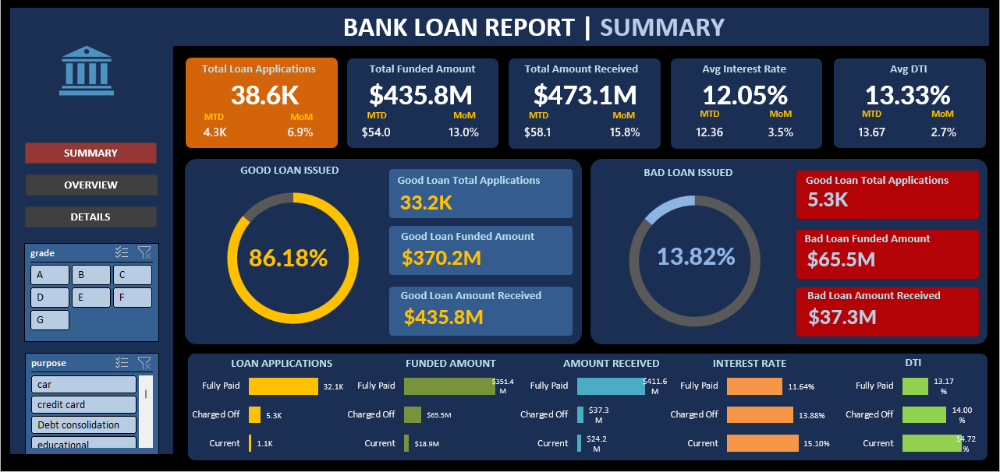 BANK LOAN REPORT | SUMMARY
SUMMARY
OVERVIEW
DETAILS
grade
A B C
D E F
G
purpose
car
credit card
Debt consolidation
educational
Total Loan Applications
38.6K
MTD MoM
4.3K 6.9%
Total Funded Amount
$435.8M
MTD MoM
$54.0 13.0%
Total Amount Received
$473.1M
MTD MoM
$58.1 15.8%
Avg Interest Rate
12.05%
MTD MoM
12.36 3.5%
Avg DTI
13.33%
MTD MoM
13.67 2.7%
GOOD LOAN ISSUED
86.18%
Good Loan Total Applications
33.2K
Good Loan Funded Amount
$370.2M
Good Loan Amount Received
$435.8M
BAD LOAN ISSUED
13.82%
Good Loan Total Applications
5.3K
Bad Loan Funded Amount
$65.5M
Bad Loan Amount Received
$37.3M
LOAN APPLICATIONS
Fully Paid 32.1K
Charged Off 5.3K
Current 1.1K
FUNDED AMOUNT
Fully Paid $351.4
M
Charged Off $65.5M
Current $18.9M
AMOUNT RECEIVED
Fully Paid $411.6
M
Charged Off $37.3
M
Current $24.2
M
INTEREST RATE
Fully Paid 11.64%
Charged Off 13.88%
Current 15.10%
DTI
Fully Paid 13.17
%
Charged Off 14.00
%
Current 14.72
%